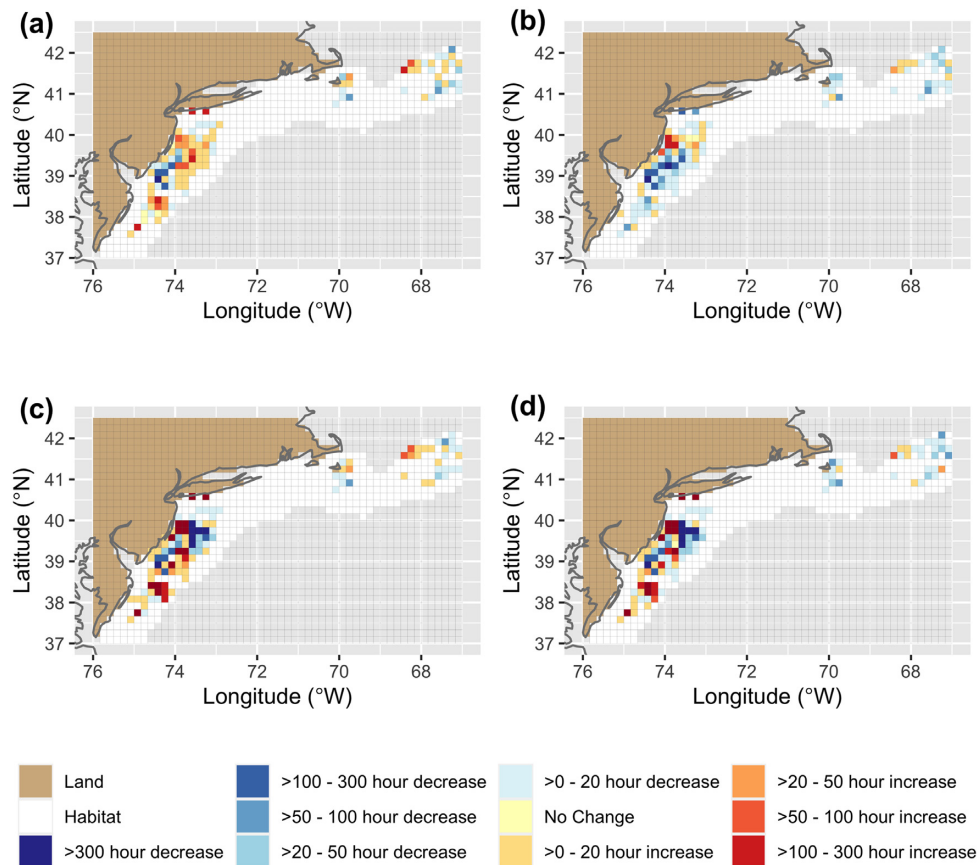 (a) (b)
42 42
41 41
40 40
39 39
38 38
37 37
Latitude (°N) Latitude (°N)
76 74 72 70 68 76 74 72 70 68
Longitude (°W) Longitude (°W)
(c) (d)
42 42
41 41
40 40
39 39
38 38
37 37
Latitude (°N) Latitude (°N)
76 74 72 70 68 76 74 72 70 68
Longitude (°W) Longitude (°W)
Land >100 - 300 hour decrease >0 - 20 hour decrease >20 - 50 hour increase
Habitat >50 - 100 hour decrease No Change >50 - 100 hour increase
>300 hour decrease >20 - 50 hour decrease >0 - 20 hour increase >100 - 300 hour increase